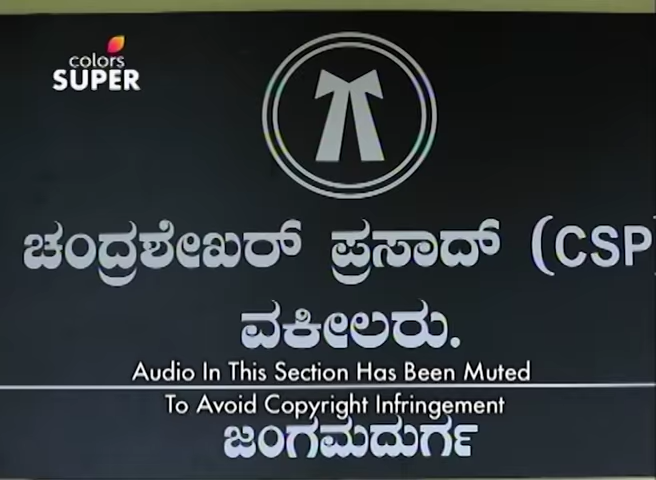 colors
SUPER
ಚಂದ್ರಶೇಖರ್ ಪ್ರಸಾದ್ (CSP)
ವಕೀಲರು.
Audio In This Section Has Been Muted
To Avoid Copyright Infringement
ಜಂಗಮದುರ್ಗ